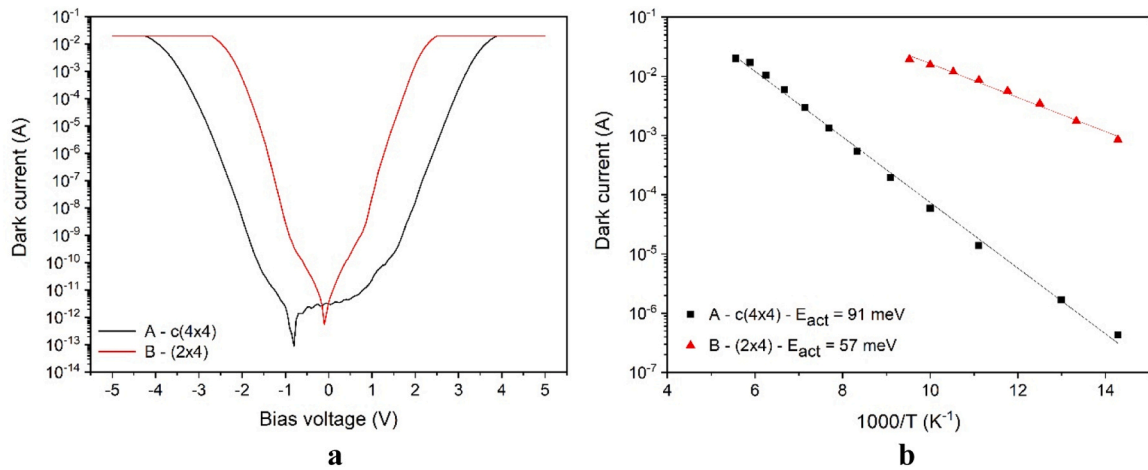 10⁻¹
10⁻²
10⁻³
10⁻⁴
10⁻⁵
10⁻⁶
10⁻⁷
10⁻⁸
10⁻⁹
10⁻¹⁰
10⁻¹¹
10⁻¹²
10⁻¹³
10⁻¹⁴
Dark current (A)
A - c(4x4)
B - (2x4)
-5 -4 -3 -2 -1 0 1 2 3 4 5
Bias voltage (V)
a
10⁻¹
10⁻²
10⁻³
10⁻⁴
10⁻⁵
10⁻⁶
10⁻⁷
Dark current (A)
A - c(4x4) - E_act = 91 meV
B - (2x4) - E_act = 57 meV
4 6 8 10 12 14
1000/T (K⁻¹)
b